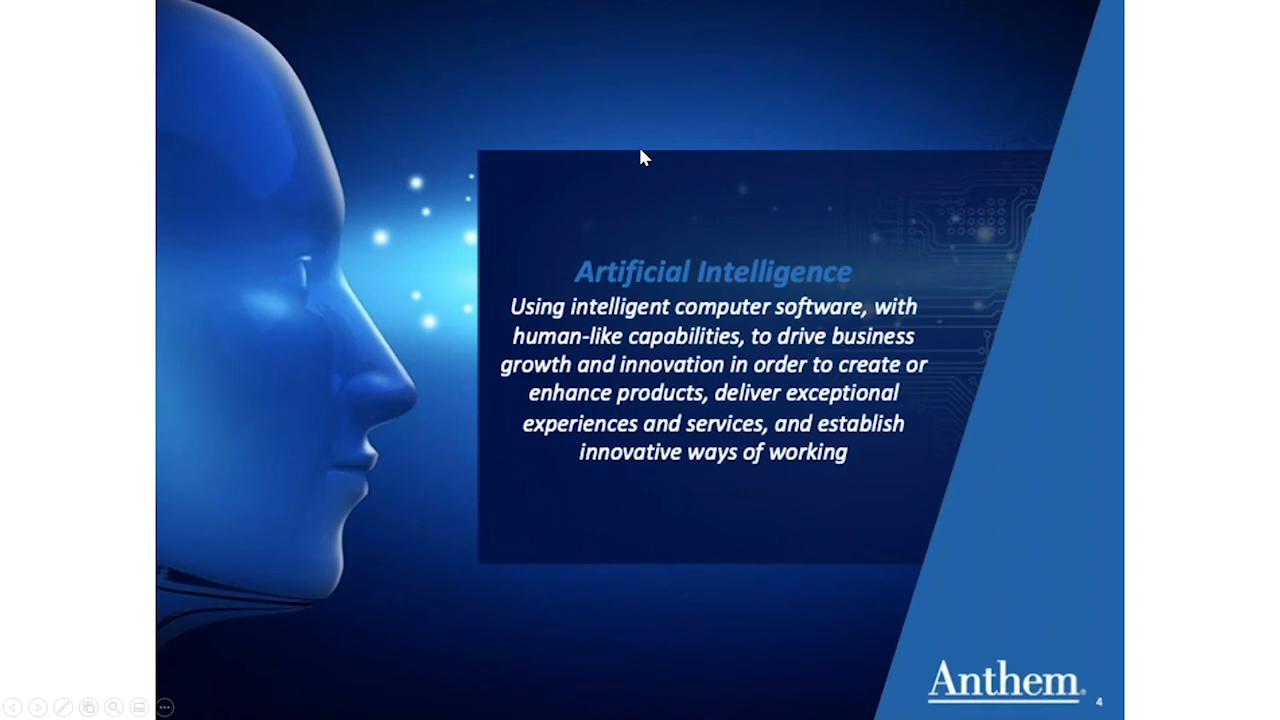 Artificial Intelligence
Using intelligent computer software, with
human-like capabilities, to drive business
growth and innovation in order to create or
enhance products, deliver exceptional
experiences and services, and establish
innovative ways of working
Anthem®
4